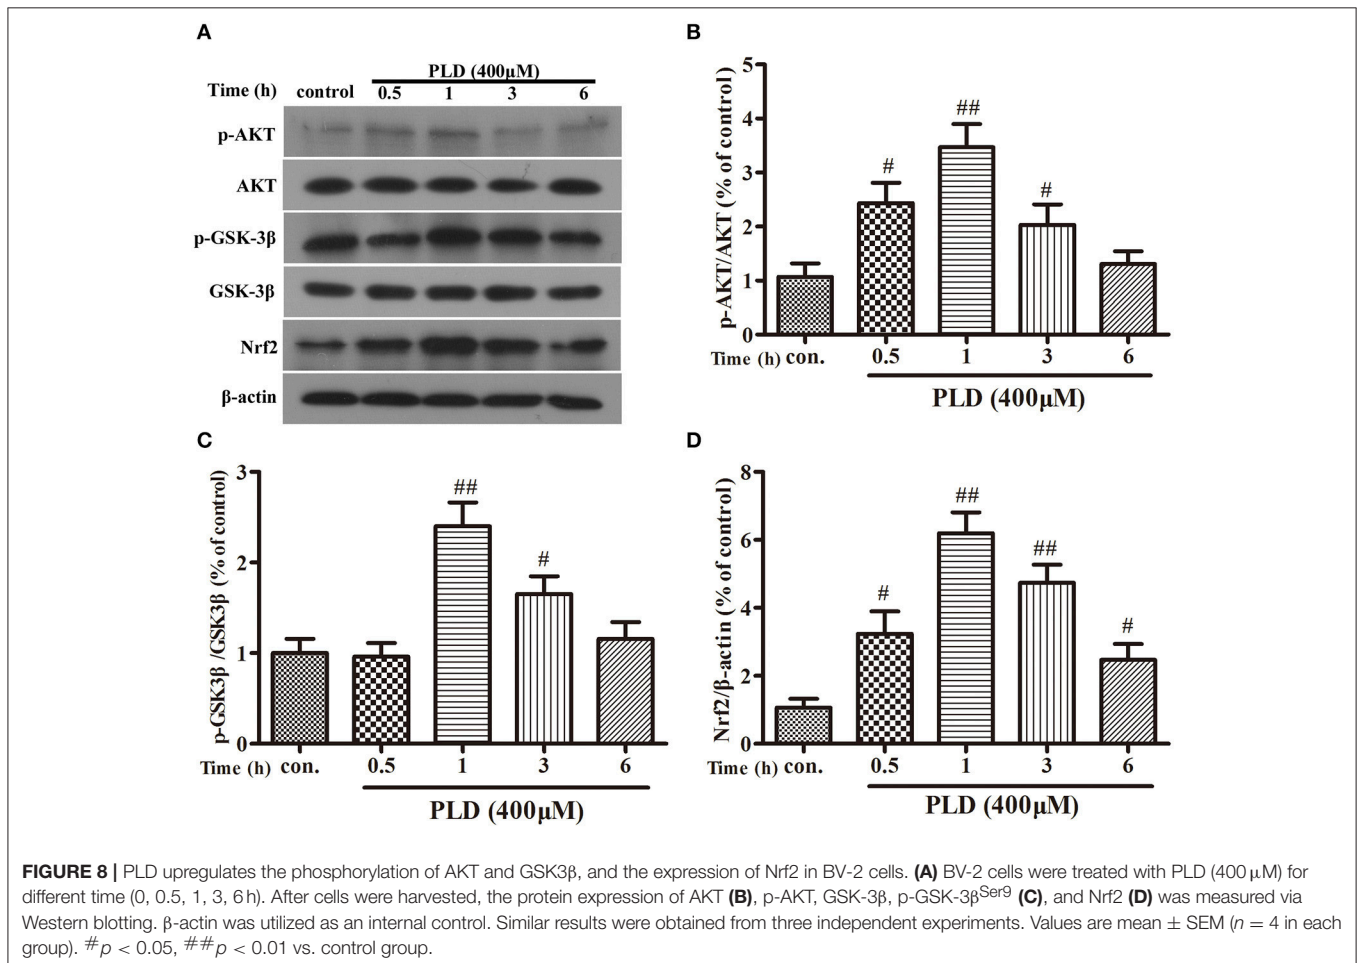 A
PLD (400μM)
Time (h) control 0.5 1 3 6
p-AKT
AKT
p-GSK-3β
GSK-3β
Nrf2
β-actin
B
p-AKT/AKT (% of control)
5
4
3
2
1
0
#
##
#
Time (h) con. 0.5 1 3 6
PLD (400μM)
C
p-GSK3β /GSK3β (% of control)
3
2
1
0
##
#
Time (h) con. 0.5 1 3 6
PLD (400μM)
D
Nrf2/β-actin (% of control)
8
6
4
2
0
#
##
##
#
Time (h) con. 0.5 1 3 6
PLD (400μM)
FIGURE 8 | PLD upregulates the phosphorylation of AKT and GSK3β, and the expression of Nrf2 in BV-2 cells. (A) BV-2 cells were treated with PLD (400 μM) for
different time (0, 0.5, 1, 3, 6 h). After cells were harvested, the protein expression of AKT (B), p-AKT, GSK-3β, p-GSK-3βSer9 (C), and Nrf2 (D) was measured via
Western blotting. β-actin was utilized as an internal control. Similar results were obtained from three independent experiments. Values are mean ± SEM (n = 4 in each
group). #p < 0.05, ##p < 0.01 vs. control group.